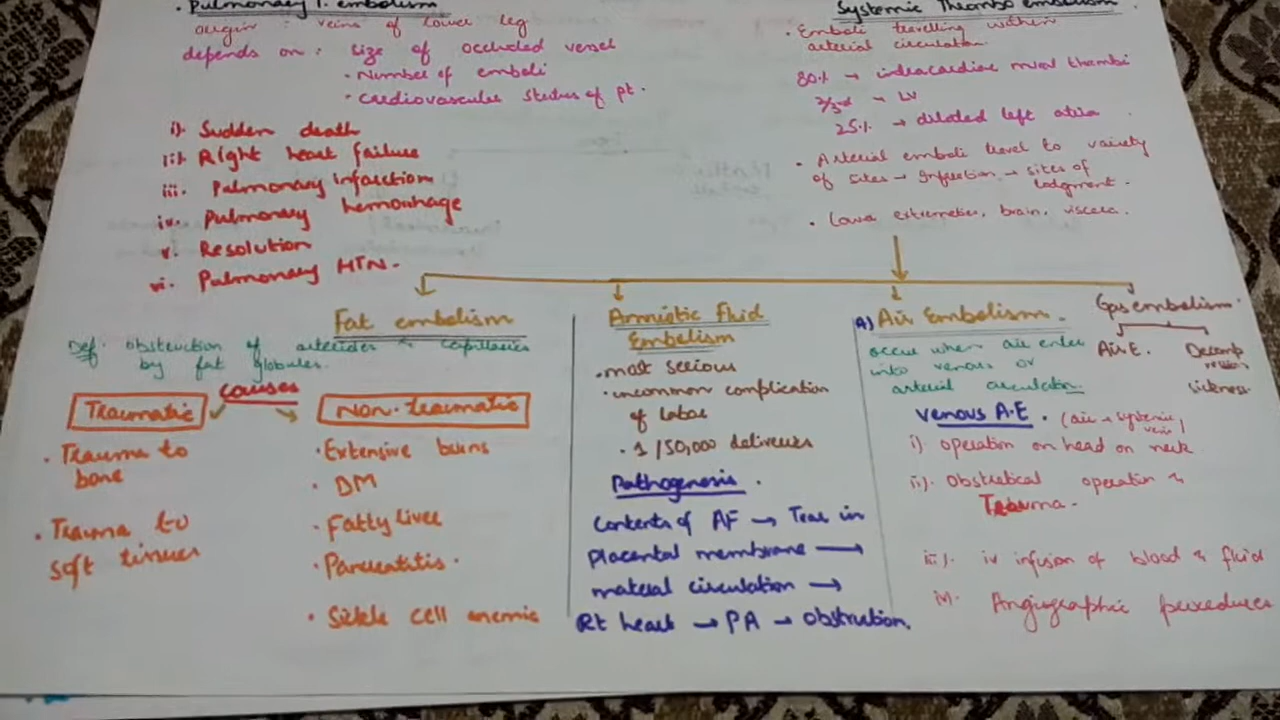 • Pulmonary T. embolism
origin : veins of lower leg
depends on : size of occluded vessel
• Number of emboli
• cardiovascular status of pt.
i) Sudden death
ii) Right heart failure
iii. Pulmonary infarction
iv. Pulmonary hemorrhage
v. Resolution
vi. Pulmonary HTN.
Systemic Thrombo embolism
• Emboli travelling within
arterial circulation.
80% → intracardiac mural thrombi
2/3rd → LV
25% → dilated left atria
• Arterial emboli travel to variety
of sites → Infarction → sites of
lodgment.
• Lower extremeties, brain, viscera.
Fat embolism
Def. obstruction of arterioles & capillaries
by fat globules.
causes
Traumatic
• Trauma to
bone
• Trauma to
soft tissues
Non-traumatic
• Extensive burns
• DM
• Fatty liver
• Pancreatitis.
• Sickle cell anemia
Amniotic Fluid
Embolism
• most serious
• uncommon complication
of labor
• 1/50,000 deliveries
Pathogenesis.
Contents of AF → Tear in
placental membrane →
maternal circulation →
Rt heart → PA → obstruction.
A) Air Embolism.
occur when air enter
into venous or
arterial circulation.
Venous A.E. (air → systemic
veins)
i). operation on head on neck
ii). Obstetrical operation &
Trauma.
iii). iv infusion of blood & fluid
iv. Angiographic procedures
Gas embolism
Air E.
Decomp
ression
sickness